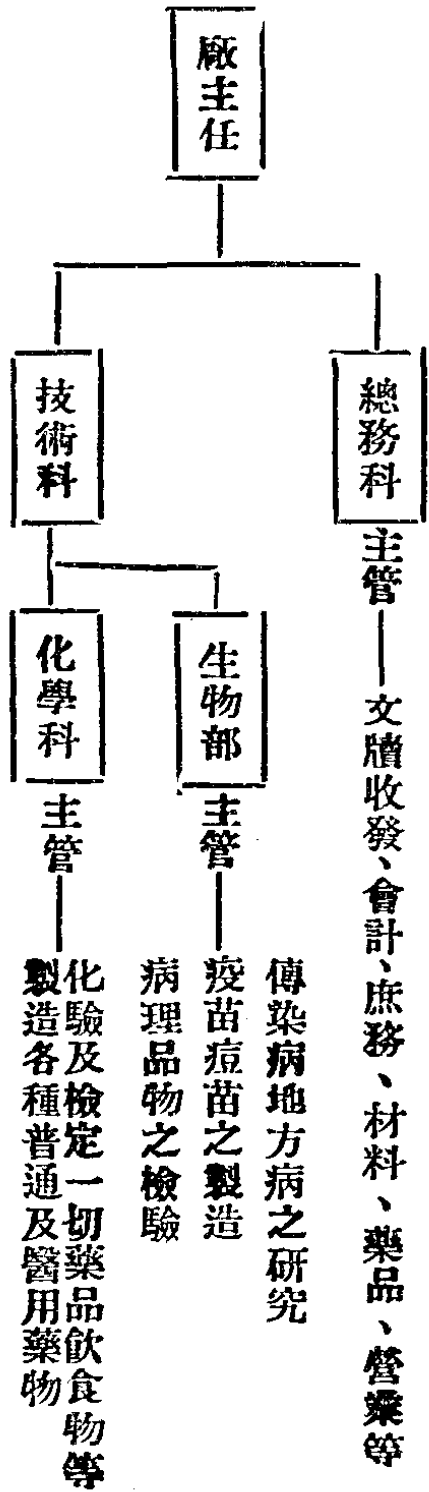 廠主任
總務科
主管
文牘收發、會計、庶務、材料、藥品、營業等
技術科
生物部
主管
傳染病地方病之研究
疫苗痘苗之製造
病理品物之檢驗
化學科
主管
化驗及檢定一切藥品飲食物等
製造各種普通及醫用藥物